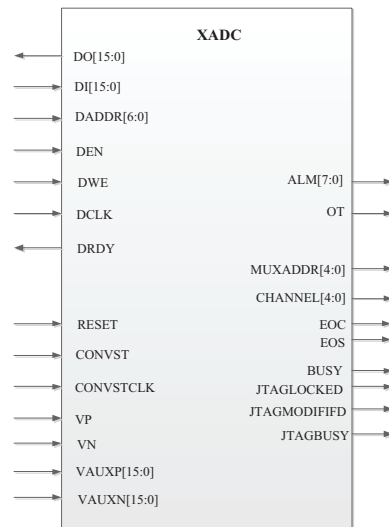 XADC
DO[15:0]
DI[15:0]
DADDR[6:0]
DEN
DWE
DCLK
DRDY
RESET
CONVST
CONVSTCLK
VP
VN
VAUXP[15:0]
VAUXN[15:0]
ALM[7:0]
OT
MUXADDR[4:0]
CHANNEL[4:0]
EOC
EOS
BUSY
JTAGLOCKED
JTAGMODIFIFD
JTAGBUSY